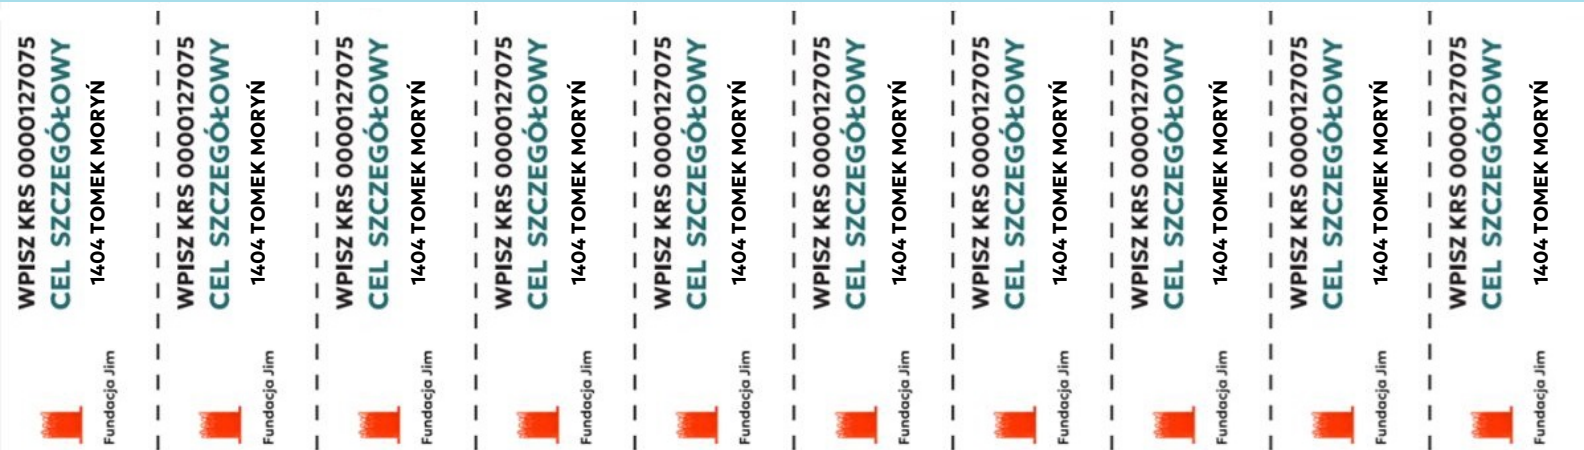 WPISZ KRS 0000127075
CEL SZCZEGÓŁOWY
1404 TOMEK MORYŃ
Fundacja Jim
WPISZ KRS 0000127075
CEL SZCZEGÓŁOWY
1404 TOMEK MORYŃ
Fundacja Jim
WPISZ KRS 0000127075
CEL SZCZEGÓŁOWY
1404 TOMEK MORYŃ
Fundacja Jim
WPISZ KRS 0000127075
CEL SZCZEGÓŁOWY
1404 TOMEK MORYŃ
Fundacja Jim
WPISZ KRS 0000127075
CEL SZCZEGÓŁOWY
1404 TOMEK MORYŃ
Fundacja Jim
WPISZ KRS 0000127075
CEL SZCZEGÓŁOWY
1404 TOMEK MORYŃ
Fundacja Jim
WPISZ KRS 0000127075
CEL SZCZEGÓŁOWY
1404 TOMEK MORYŃ
Fundacja Jim
WPISZ KRS 0000127075
CEL SZCZEGÓŁOWY
1404 TOMEK MORYŃ
Fundacja Jim
WPISZ KRS 0000127075
CEL SZCZEGÓŁOWY
1404 TOMEK MORYŃ
Fundacja Jim
WPISZ KRS 0000127075
CEL SZCZEGÓŁOWY
1404 TOMEK MORYŃ
Fundacja Jim